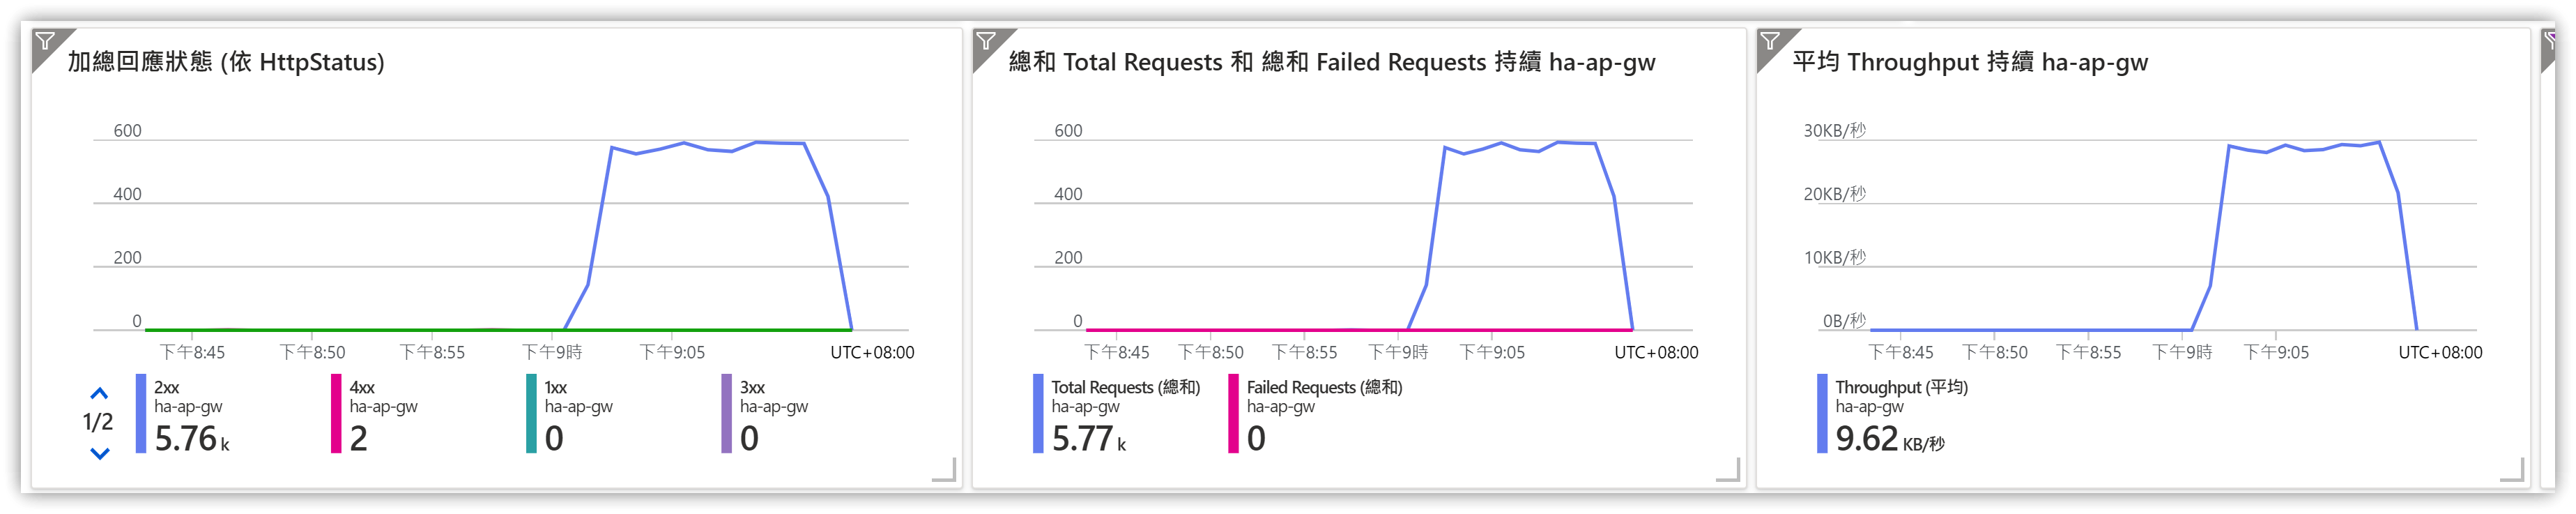 加總回應狀態 (依 HttpStatus)
600
400
200
0
下午8:45
下午8:50
下午8:55
下午9時
下午9:05
UTC+08:00
1/2
2xx
ha-ap-gw
5.76 k
4xx
ha-ap-gw
2
1xx
ha-ap-gw
0
3xx
ha-ap-gw
0
總和 Total Requests 和 總和 Failed Requests 持續 ha-ap-gw
600
400
200
0
下午8:45
下午8:50
下午8:55
下午9時
下午9:05
UTC+08:00
Total Requests (總和)
ha-ap-gw
5.77 k
Failed Requests (總和)
ha-ap-gw
0
平均 Throughput 持續 ha-ap-gw
30KB/秒
20KB/秒
10KB/秒
0B/秒
下午8:45
下午8:50
下午8:55
下午9時
下午9:05
UTC+08:00
Throughput (平均)
ha-ap-gw
9.62 KB/秒